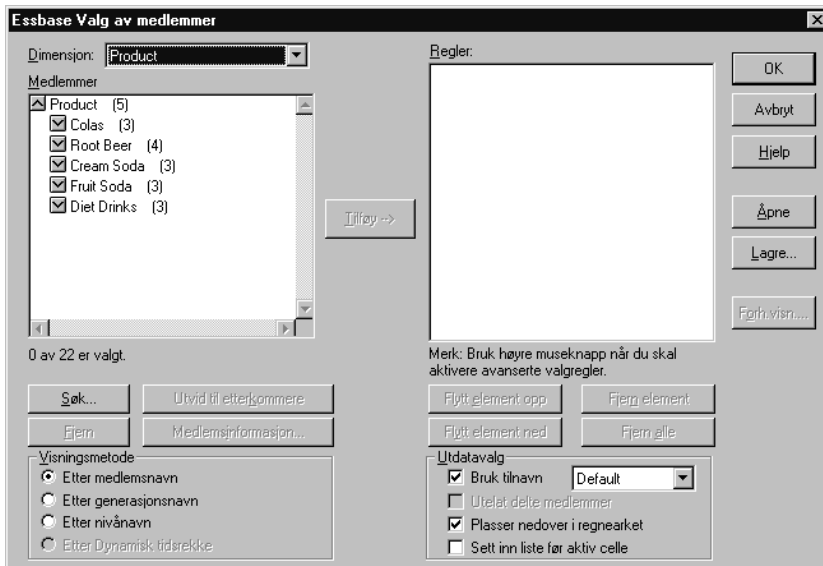 Essbase Valg av medlemmer
Dimensjon: Product
Medlemmer
Product (5)
Colas (3)
Root Beer (4)
Cream Soda (3)
Fruit Soda (3)
Diet Drinks (3)
0 av 22 er valgt.
Tilføy -->
Regler:
Merk: Bruk høyre museknapp når du skal
aktivere avanserte valgregler.
OK
Avbryt
Hjelp
Åpne
Lagre...
Forh.visn....
Søk...
Utvid til etterkommere
Fjern
Medlemsinformasjon...
Flytt element opp
Fjern element
Flytt element ned
Fjern alle
Visningsmetode
Etter medlemsnavn
Etter generasjonsnavn
Etter nivånavn
Etter Dynamisk tidsrekke
Utdatavalg
Bruk tilnavn Default
Utelat delte medlemmer
Plasser nedover i regnearket
Sett inn liste før aktiv celle